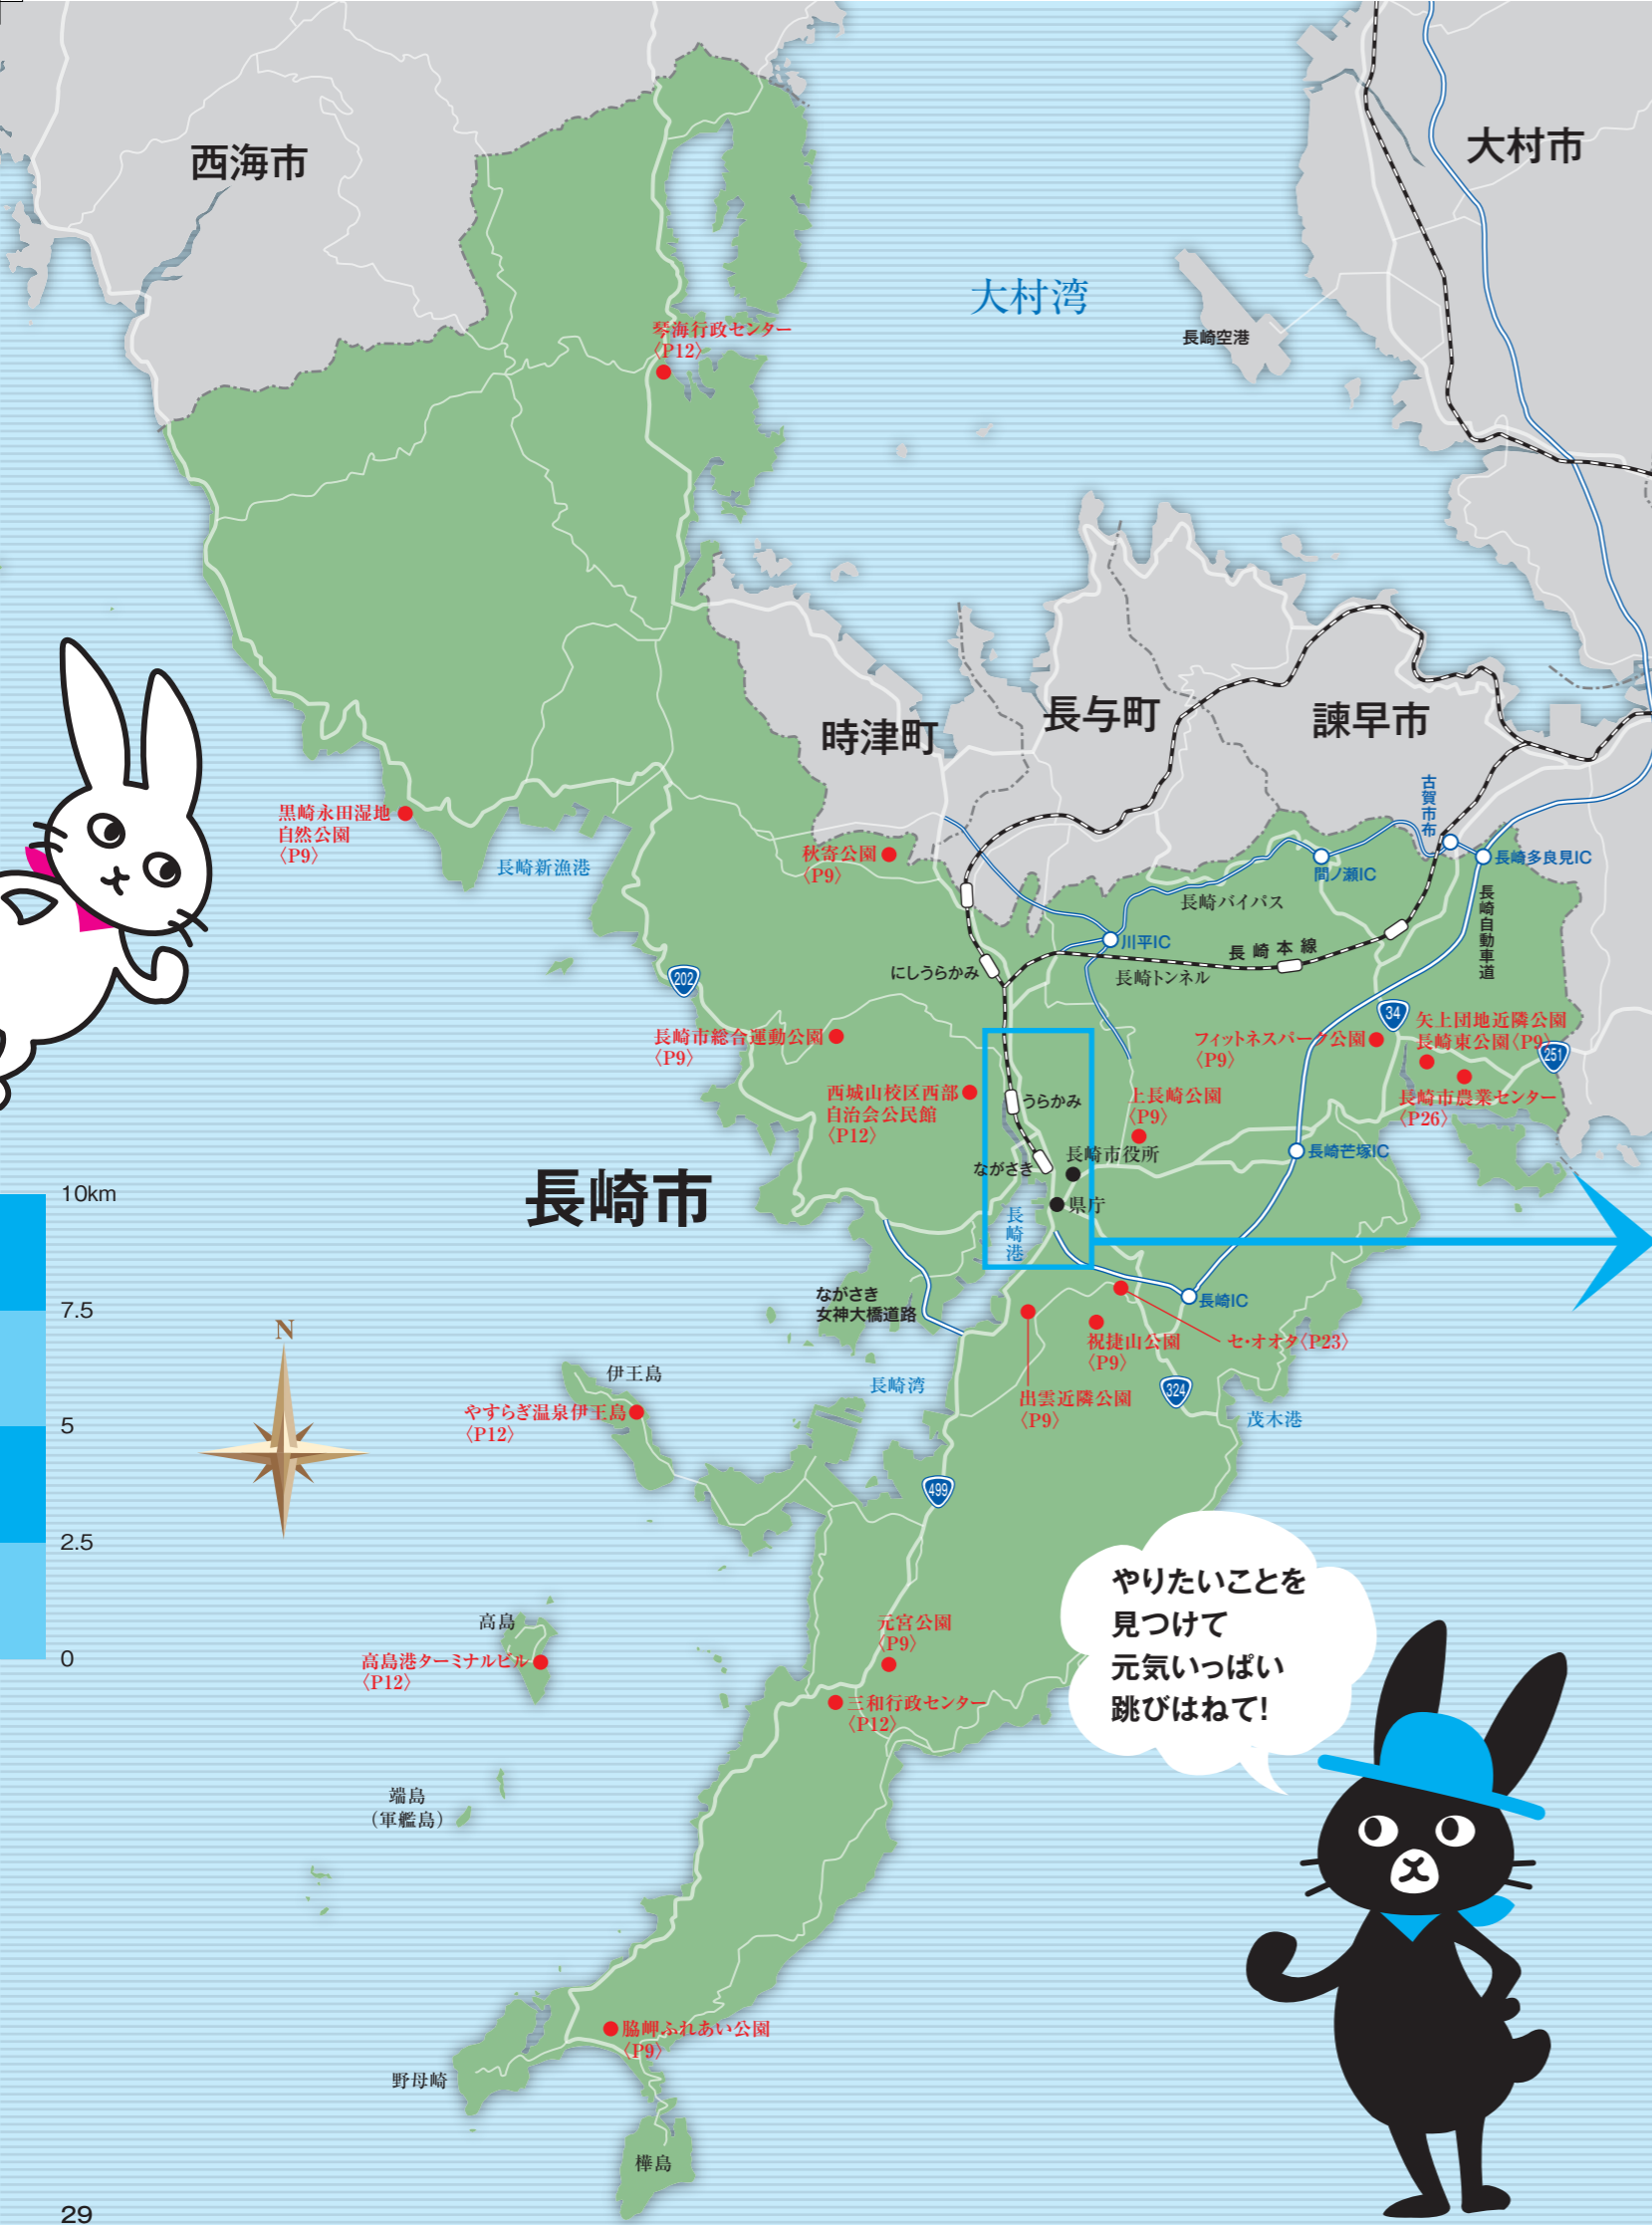 西海市
大村市
大村湾
長崎空港
琴海行政センター
〈P12〉
時津町
長与町
諫早市
古賀市布
長崎多良見IC
間ノ瀬IC
長崎自動車道
黒崎永田湿地
自然公園
〈P9〉
長崎新漁港
秋寄公園
〈P9〉
長崎バイパス
川平IC
長崎本線
長崎トンネル
にしうらかみ
202
34
251
長崎市総合運動公園
〈P9〉
フィットネスパーク公園
〈P9〉
矢上団地近隣公園
長崎東公園〈P9〉
長崎市農業センター
〈P26〉
西城山校区西部
自治会公民館
〈P12〉
うらかみ
上長崎公園
〈P9〉
長崎市役所
ながさき
県庁
長崎港
長崎芒塚IC
長崎市
10km
7.5
5
2.5
0
N
ながさき
女神大橋道路
長崎IC
祝捷山公園
〈P9〉
セ・オオタ〈P23〉
出雲近隣公園
〈P9〉
324
茂木港
長崎湾
伊王島
やすらぎ温泉伊王島
〈P12〉
499
やりたいことを
見つけて
元気いっぱい
跳びはねて!
高島
高島港ターミナルビル
〈P12〉
元宮公園
〈P9〉
三和行政センター
〈P12〉
端島
（軍艦島）
脇岬ふれあい公園
〈P9〉
野母崎
樺島
29